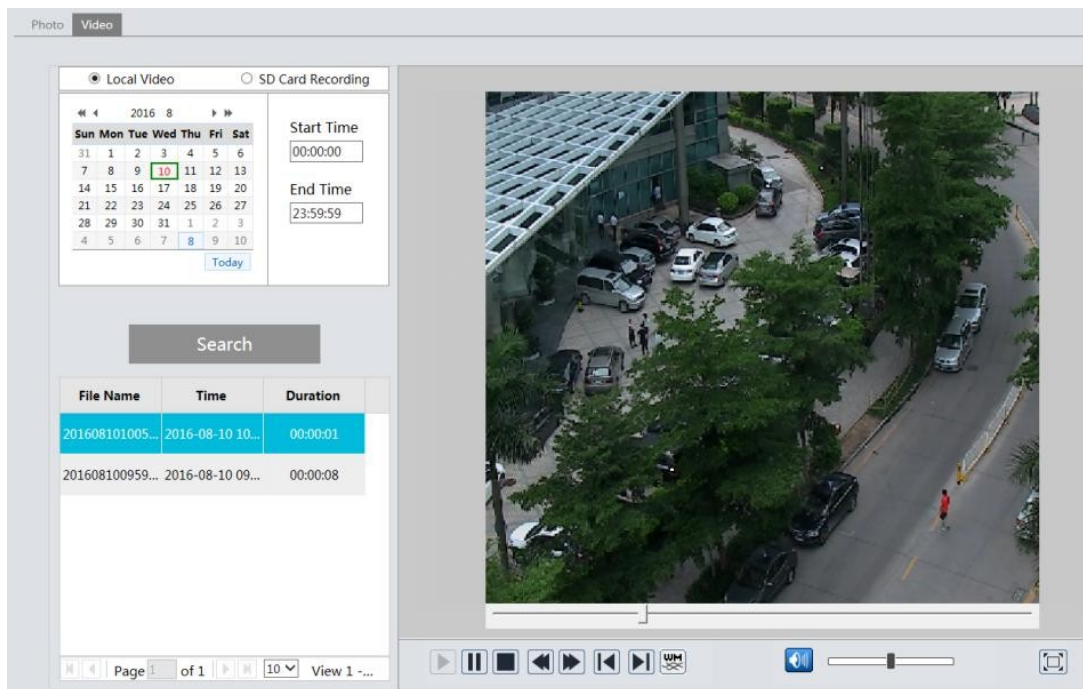 Photo Video
Local Video SD Card Recording
2016 8
Sun Mon Tue Wed Thu Fri Sat
31 1 2 3 4 5 6
7 8 9 10 11 12 13
14 15 16 17 18 19 20
21 22 23 24 25 26 27
28 29 30 31 1 2 3
4 5 6 7 8 9 10
Today
Start Time
00:00:00
End Time
23:59:59
Search
File Name Time Duration
201608101005... 2016-08-10 10... 00:00:01
201608100959... 2016-08-10 09... 00:00:08
Page 1 of 1 10 View 1 -...
WM